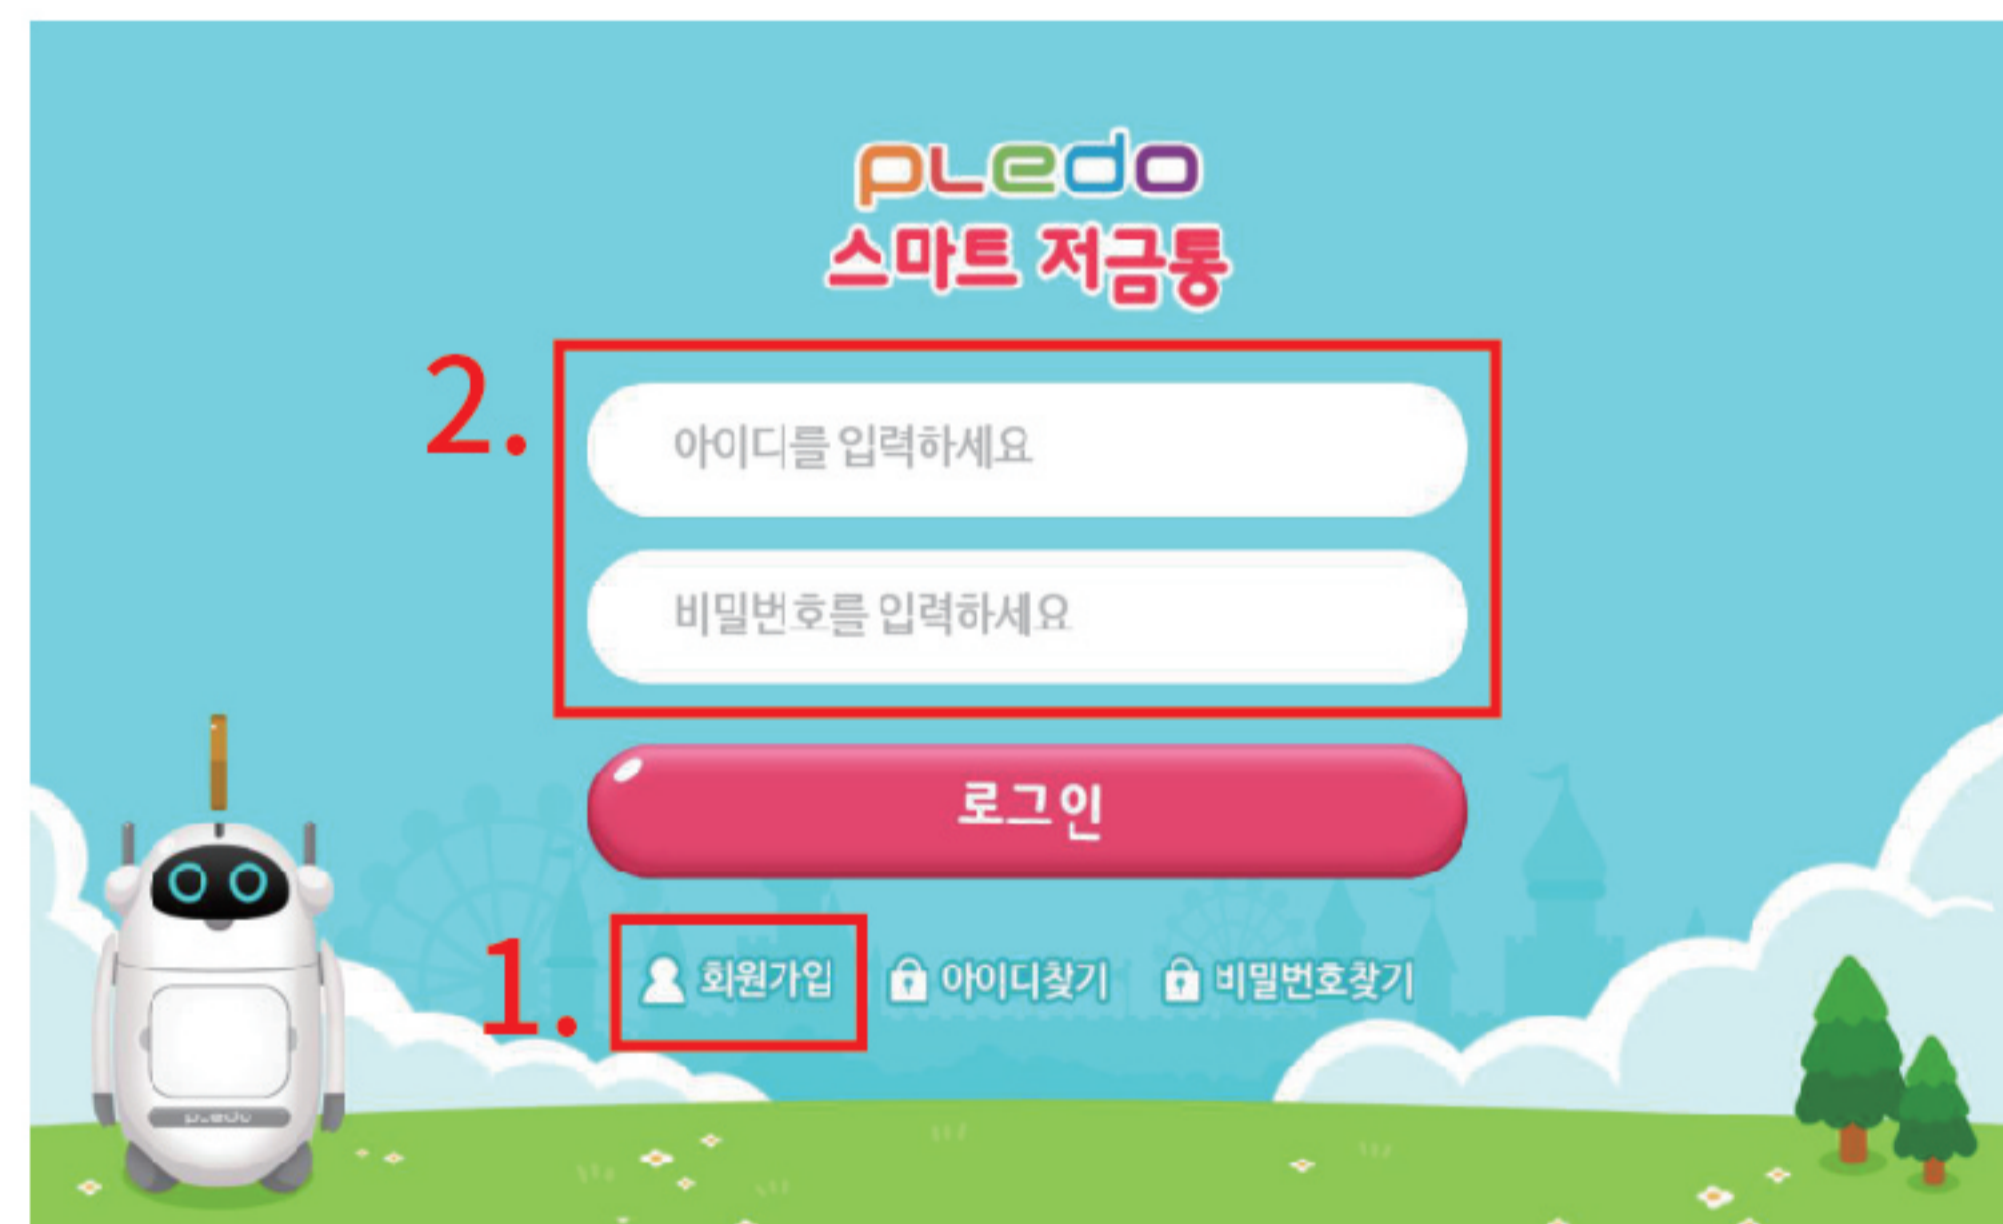 pLedo
스마트 저금통
2.
아이디를 입력하세요
비밀번호를 입력하세요
로그인
1.
회원가입 아이디찾기 비밀번호찾기
pLedo